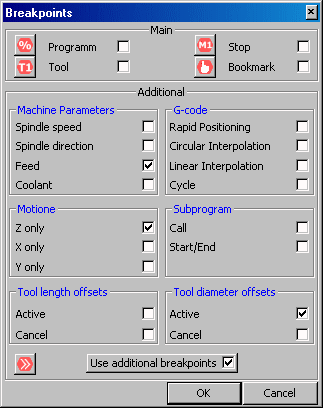 Breakpoints
Main
% Programm M1 Stop
T1 Tool Bookmark
Additional
Machine Parameters
Spindle speed
Spindle direction
Feed
Coolant
G-code
Rapid Positioning
Circular Interpolation
Linear Interpolation
Cycle
Motione
Z only
X only
Y only
Subprogram
Call
Start/End
Tool length offsets
Active
Cancel
Tool diameter offsets
Active
Cancel
Use additional breakpoints
OK Cancel